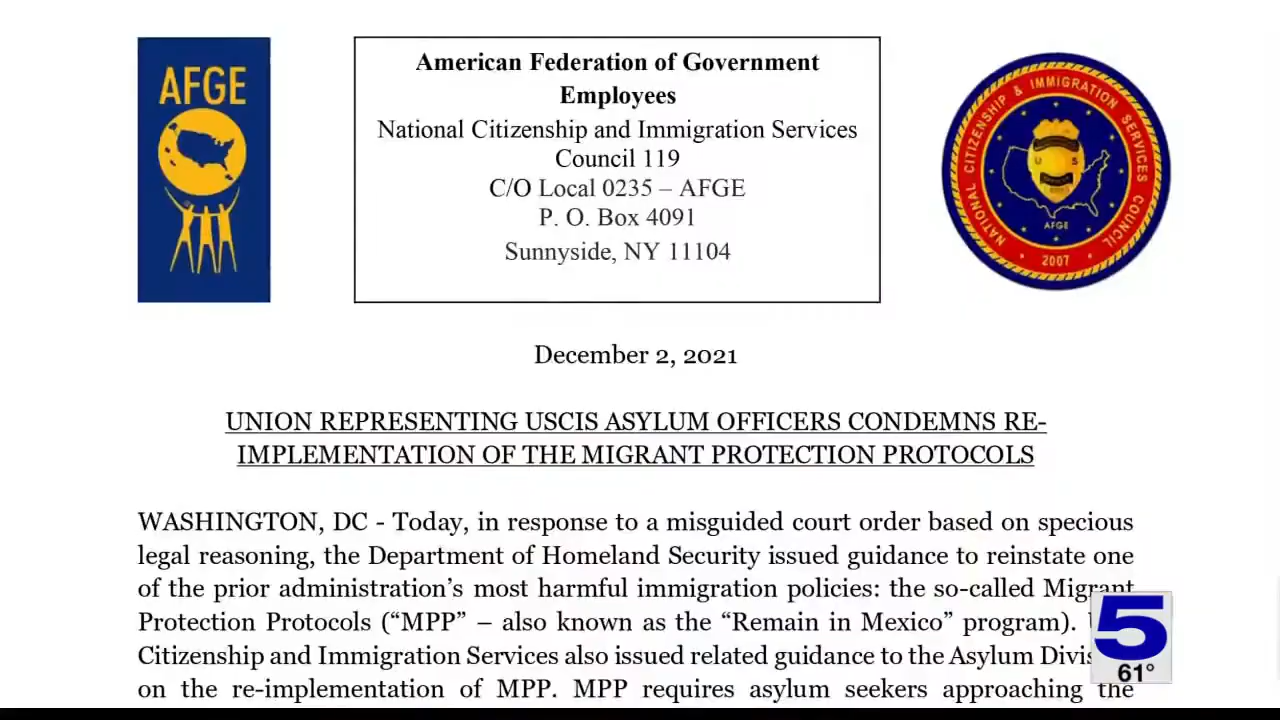 AFGE
American Federation of Government
Employees
National Citizenship and Immigration Services
Council 119
C/O Local 0235 – AFGE
P. O. Box 4091
Sunnyside, NY 11104
NATIONAL CITIZENSHIP & IMMIGRATION SERVICES COUNCIL
U S
AFGE
2007
December 2, 2021
UNION REPRESENTING USCIS ASYLUM OFFICERS CONDEMNS RE-
IMPLEMENTATION OF THE MIGRANT PROTECTION PROTOCOLS
WASHINGTON, DC - Today, in response to a misguided court order based on specious
legal reasoning, the Department of Homeland Security issued guidance to reinstate one
of the prior administration’s most harmful immigration policies: the so-called Migrant
Protection Protocols (“MPP” – also known as the “Remain in Mexico” program).
Citizenship and Immigration Services also issued related guidance to the Asylum
on the re-implementation of MPP. MPP requires asylum seekers approaching the
5
61°